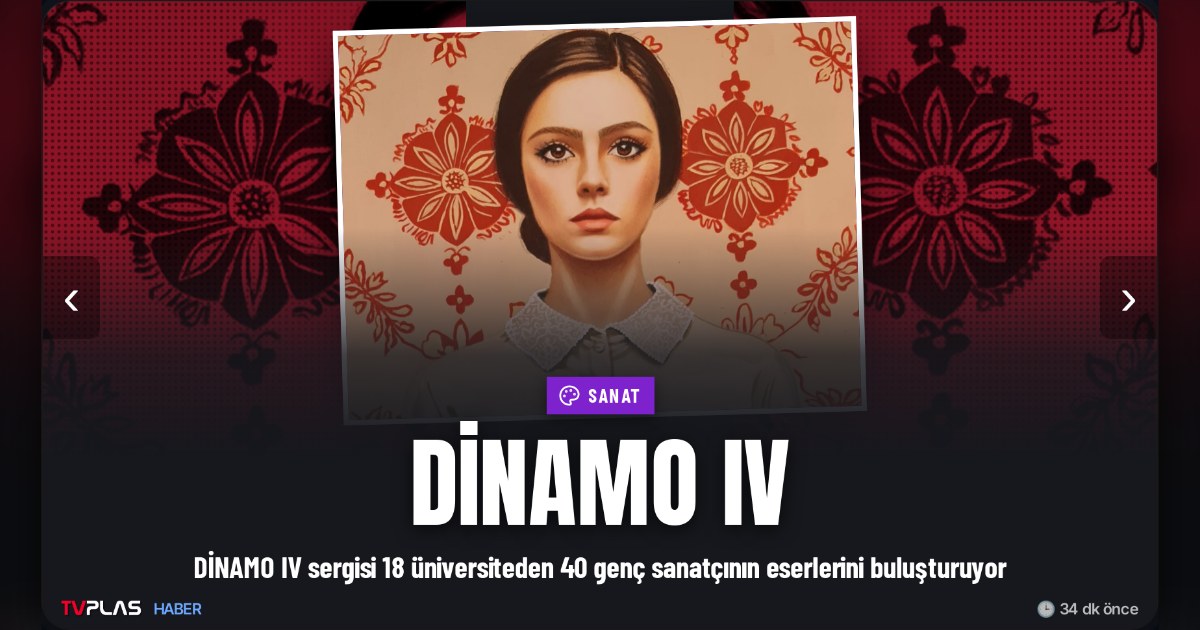 SANAT
DİNAMO IV
DİNAMO IV sergisi 18 üniversiteden 40 genç sanatçının eserlerini buluşturuyor
TVPLAS HABER
34 dk önce